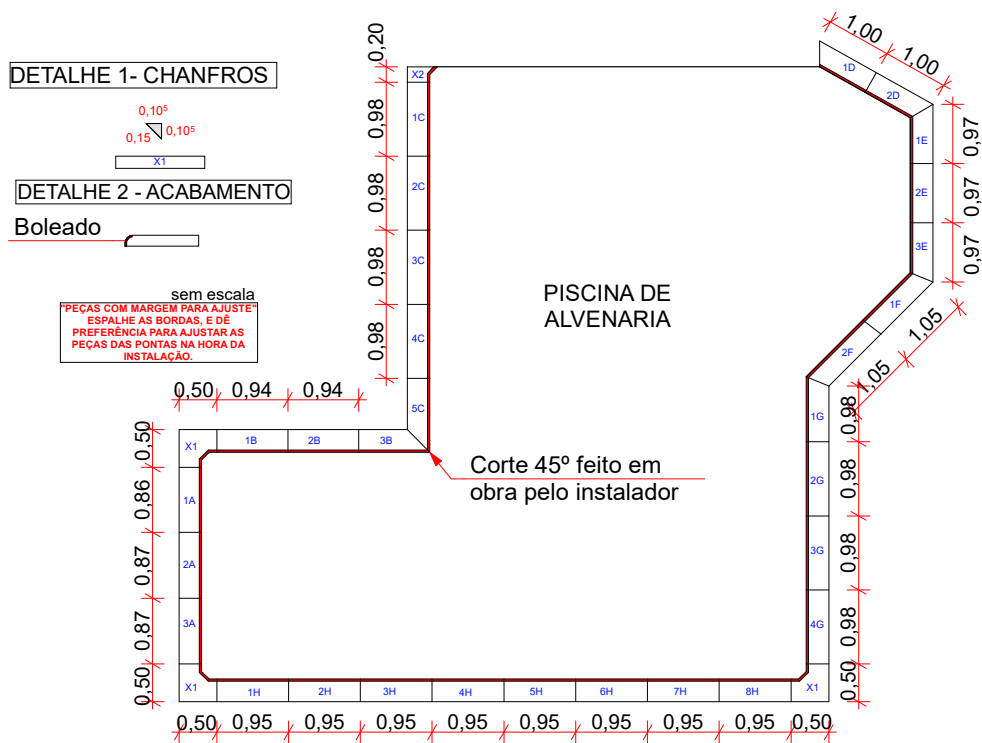 DETALHE 1- CHANFROS
0,10⁵
0,15
0,10⁵
X1
DETALHE 2 - ACABAMENTO
Boleado
sem escala
"PEÇAS COM MARGEM PARA AJUSTE"
ESPALHE AS BORDAS, E DÊ
PREFERÊNCIA PARA AJUSTAR AS
PEÇAS DAS PONTAS NA HORA DA
INSTALAÇÃO.
0,20
0,98
0,98
0,98
0,98
X2
1C
2C
3C
4C
5C
1,00
1,00
1D
2D
0,97
0,97
0,97
1E
2E
3E
1F
2F
1,05
1,05
PISCINA DE
ALVENARIA
0,50 0,94 0,94
X1 1B 2B 3B
Corte 45º feito em
obra pelo instalador
0,50
0,86
0,87
0,87
0,50
1A
2A
3A
0,98
0,98
0,98
0,98
0,50
1G
2G
3G
4G
X1 1H 2H 3H 4H 5H 6H 7H 8H X1
0,50 0,95 0,95 0,95 0,95 0,95 0,95 0,95 0,95 0,50